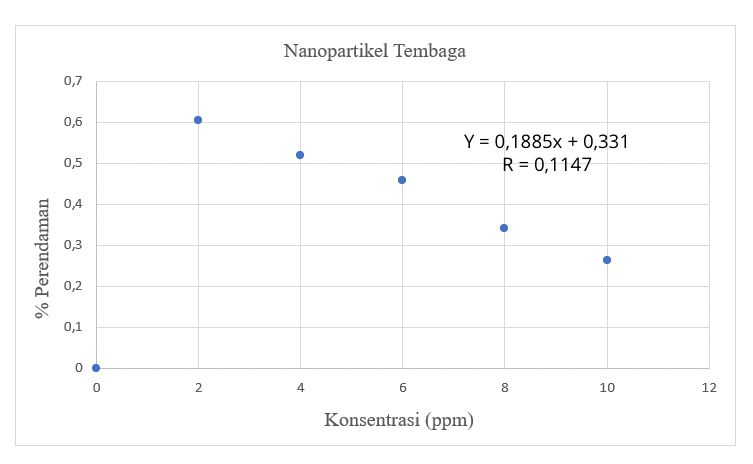 Nanopartikel Tembaga
0,7
0,6
0,5
0,4
0,3
0,2
0,1
0
% Perendaman
Y = 0,1885x + 0,331
R = 0,1147
0 2 4 6 8 10 12
Konsentrasi (ppm)